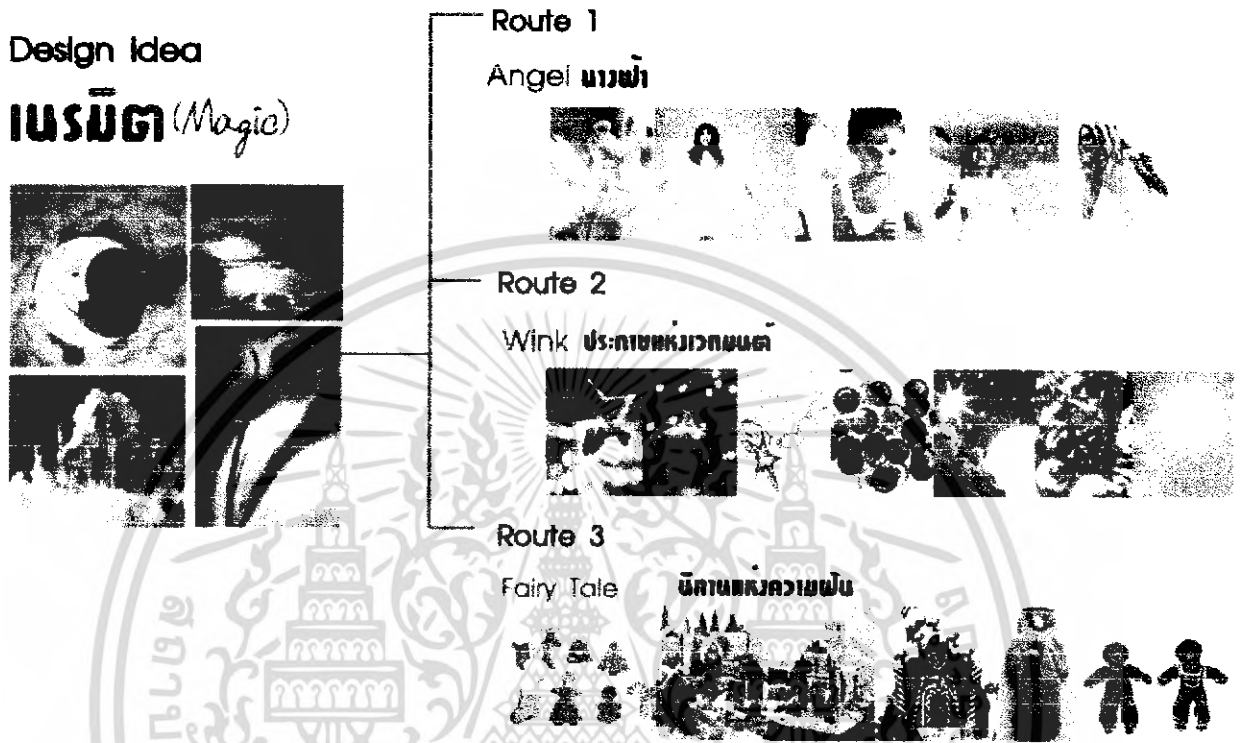 Design idea
เนรมิต (Magic)
Route 1
Angel นางฟ้า
Route 2
Wink ประกายแห่งเวทมนตร์
Route 3
Fairy Tale นิทานแห่งความฝัน